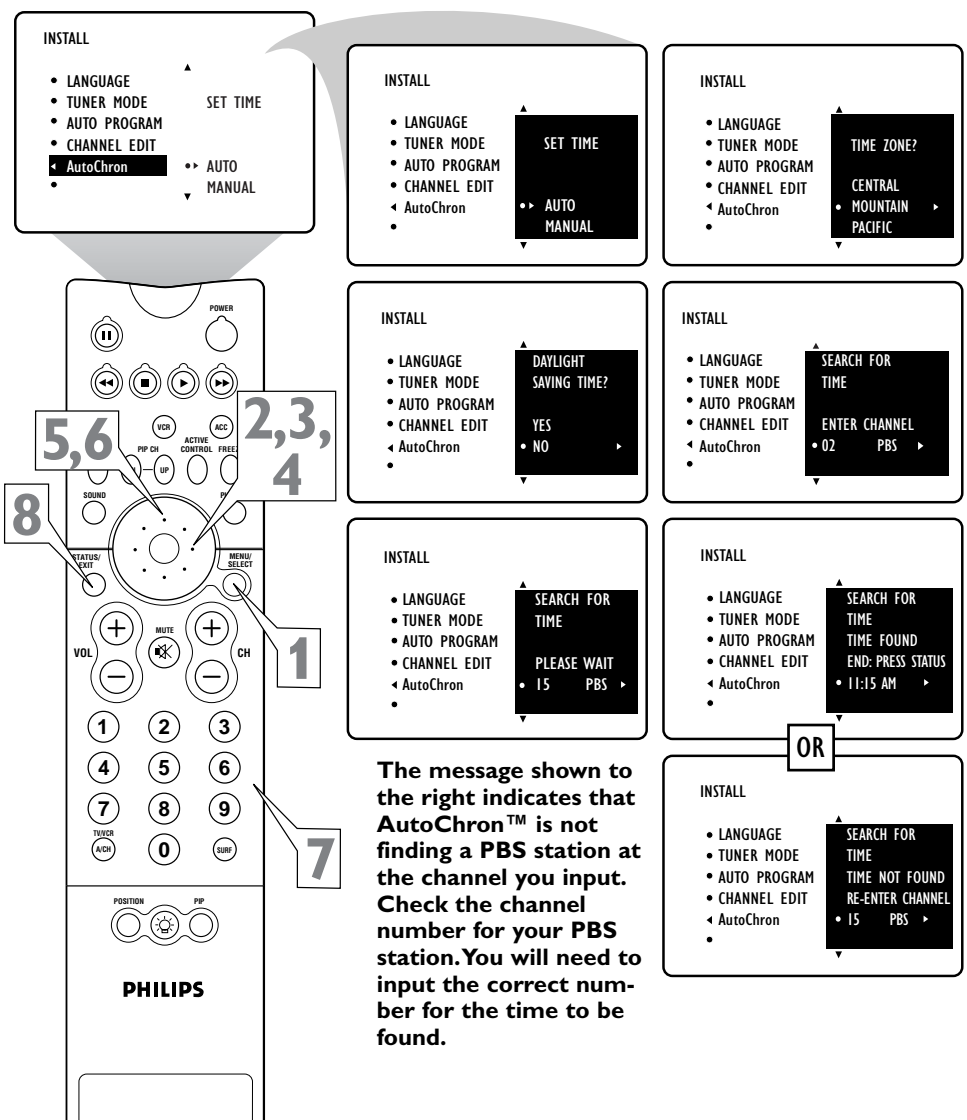 INSTALL
• LANGUAGE
• TUNER MODE
• AUTO PROGRAM
• CHANNEL EDIT
AutoChron
SET TIME
AUTO
MANUAL
INSTALL
• LANGUAGE
• TUNER MODE
• AUTO PROGRAM
• CHANNEL EDIT
AutoChron
SET TIME
AUTO
MANUAL
INSTALL
• LANGUAGE
• TUNER MODE
• AUTO PROGRAM
• CHANNEL EDIT
AutoChron
TIME ZONE?
CENTRAL
• MOUNTAIN
PACIFIC
INSTALL
• LANGUAGE
• TUNER MODE
• AUTO PROGRAM
• CHANNEL EDIT
AutoChron
DAYLIGHT
SAVING TIME?
YES
• NO
INSTALL
• LANGUAGE
• TUNER MODE
• AUTO PROGRAM
• CHANNEL EDIT
AutoChron
SEARCH FOR
TIME
ENTER CHANNEL
• 02 PBS
INSTALL
• LANGUAGE
• TUNER MODE
• AUTO PROGRAM
• CHANNEL EDIT
AutoChron
SEARCH FOR
TIME
PLEASE WAIT
• 15 PBS
INSTALL
• LANGUAGE
• TUNER MODE
• AUTO PROGRAM
• CHANNEL EDIT
AutoChron
SEARCH FOR
TIME
TIME FOUND
END: PRESS STATUS
• 11:15 AM
OR
INSTALL
• LANGUAGE
• TUNER MODE
• AUTO PROGRAM
• CHANNEL EDIT
AutoChron
SEARCH FOR
TIME
TIME NOT FOUND
RE-ENTER CHANNEL
• 15 PBS
The message shown to
the right indicates that
AutoChron™ is not
finding a PBS station at
the channel you input.
Check the channel
number for your PBS
station.You will need to
input the correct num-
ber for the time to be
found.
POWER
VCR
ACC
PIP CH
ACTIVE
CONTROL
UP
SOUND
5,6
2,3,
4
8
STATUS/
EXIT
MENU/
SELECT
1
VOL
MUTE
CH
1 2 3
4 5 6
7 8 9
TV/VCR
A/CH
0
SURF
7
POSITION
PIP
PHILIPS